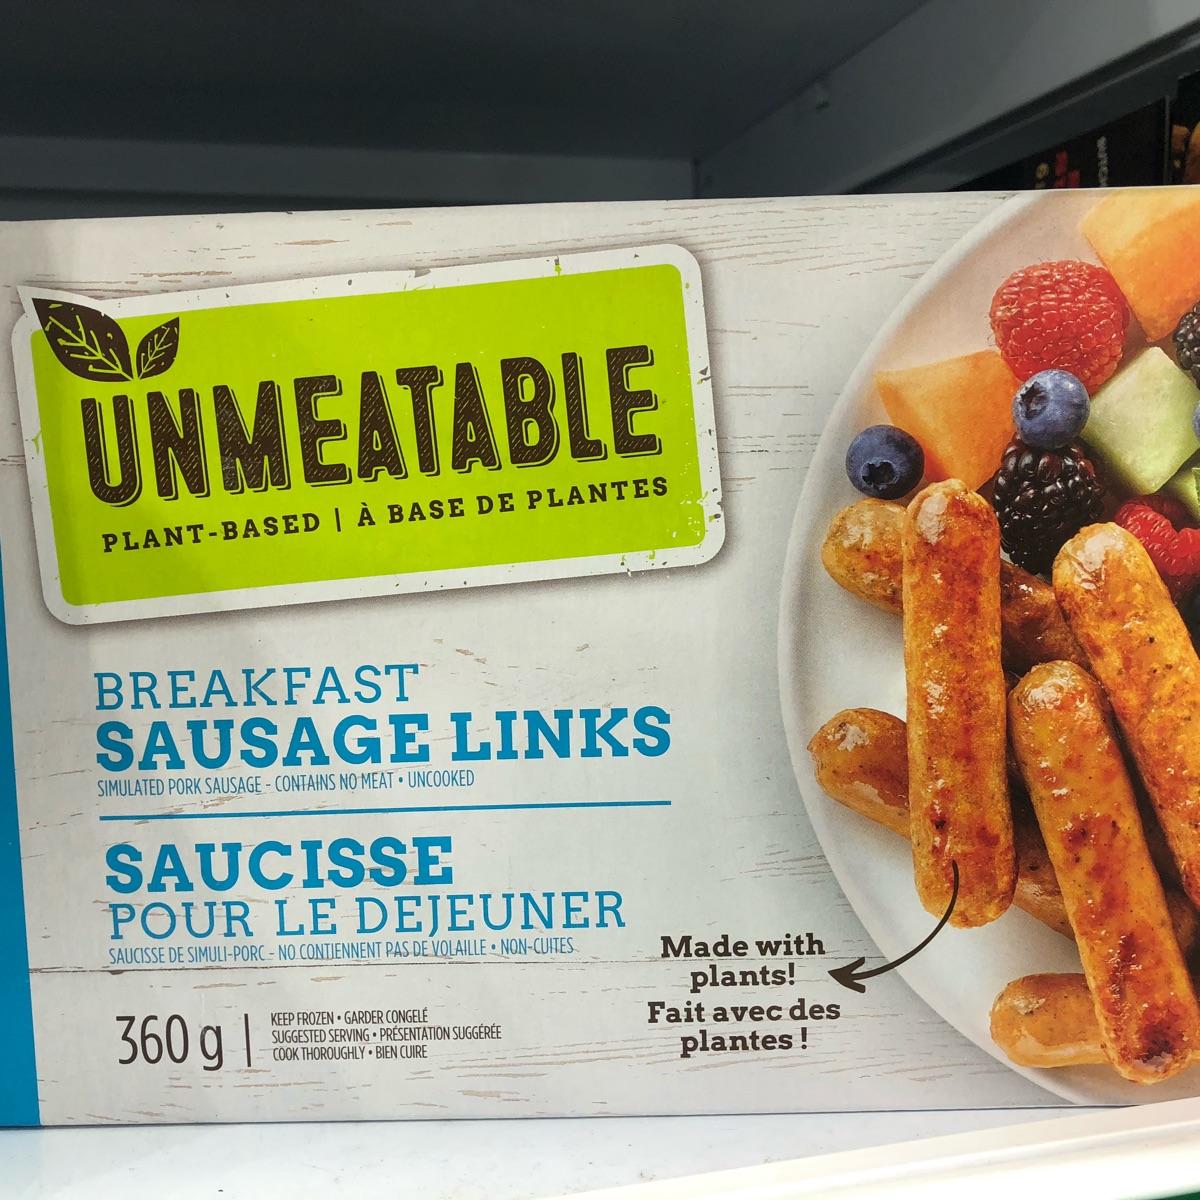 UNMEATABLE
PLANT-BASED | À BASE DE PLANTES
BREAKFAST
SAUSAGE LINKS
SIMULATED PORK SAUSAGE - CONTAINS NO MEAT • UNCOOKED
SAUCISSE
POUR LE DEJEUNER
SAUCISSE DE SIMULI-PORC - NO CONTIENNENT PAS DE VOLAILLE • NON-CUITES
360 g
KEEP FROZEN • GARDER CONGELÉ
SUGGESTED SERVING • PRÉSENTATION SUGGÉRÉE
COOK THOROUGHLY • BIEN CUIRE
Made with
plants!
Fait avec des
plantes !